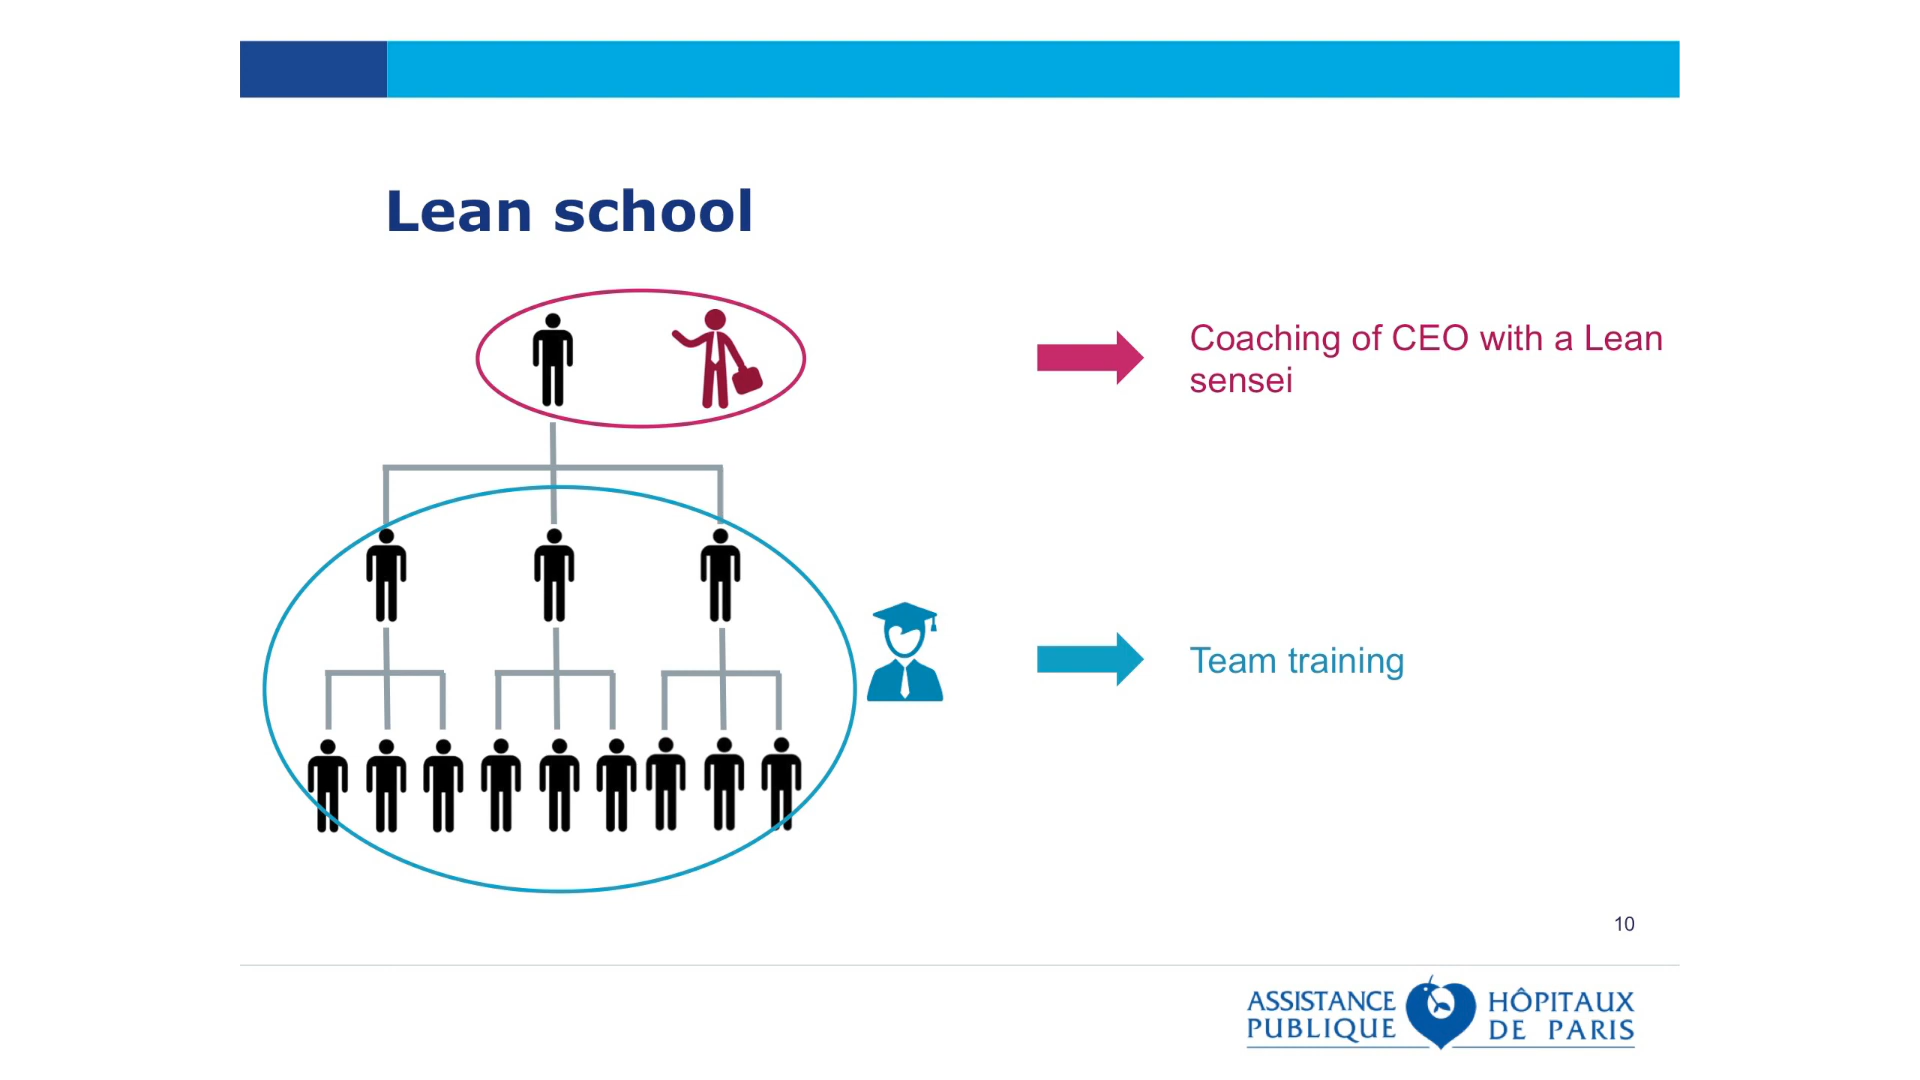 Lean school
Coaching of CEO with a Lean
sensei
Team training
10
ASSISTANCE HÔPITAUX
PUBLIQUE DE PARIS